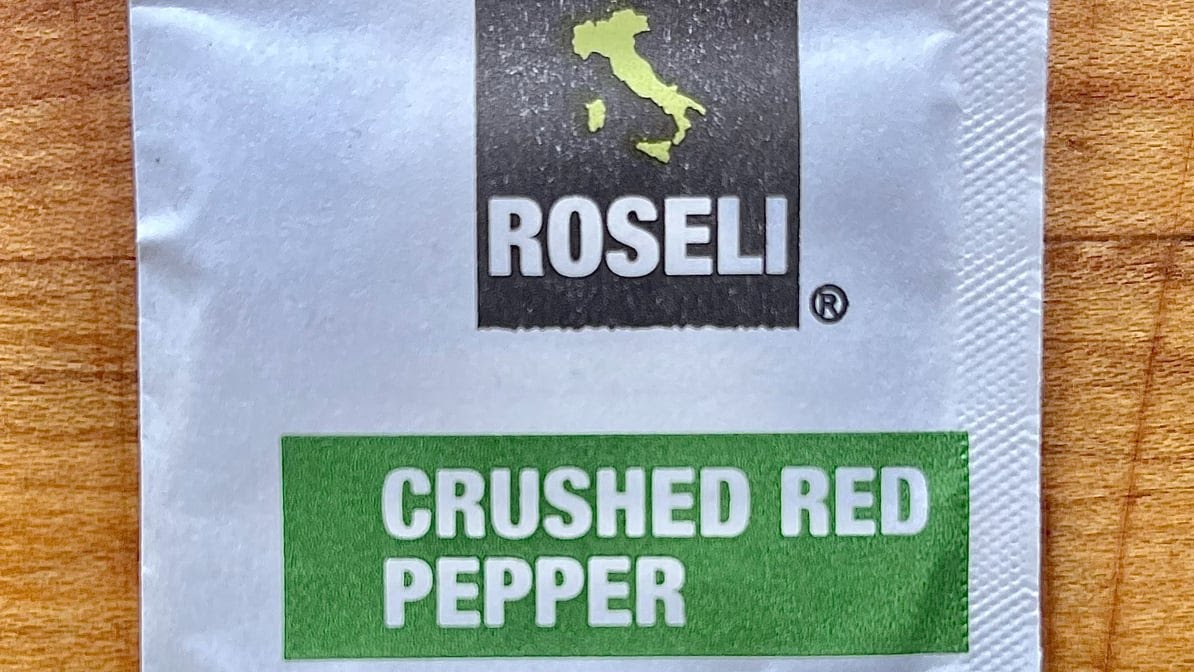 ROSELI
®
CRUSHED RED
PEPPER